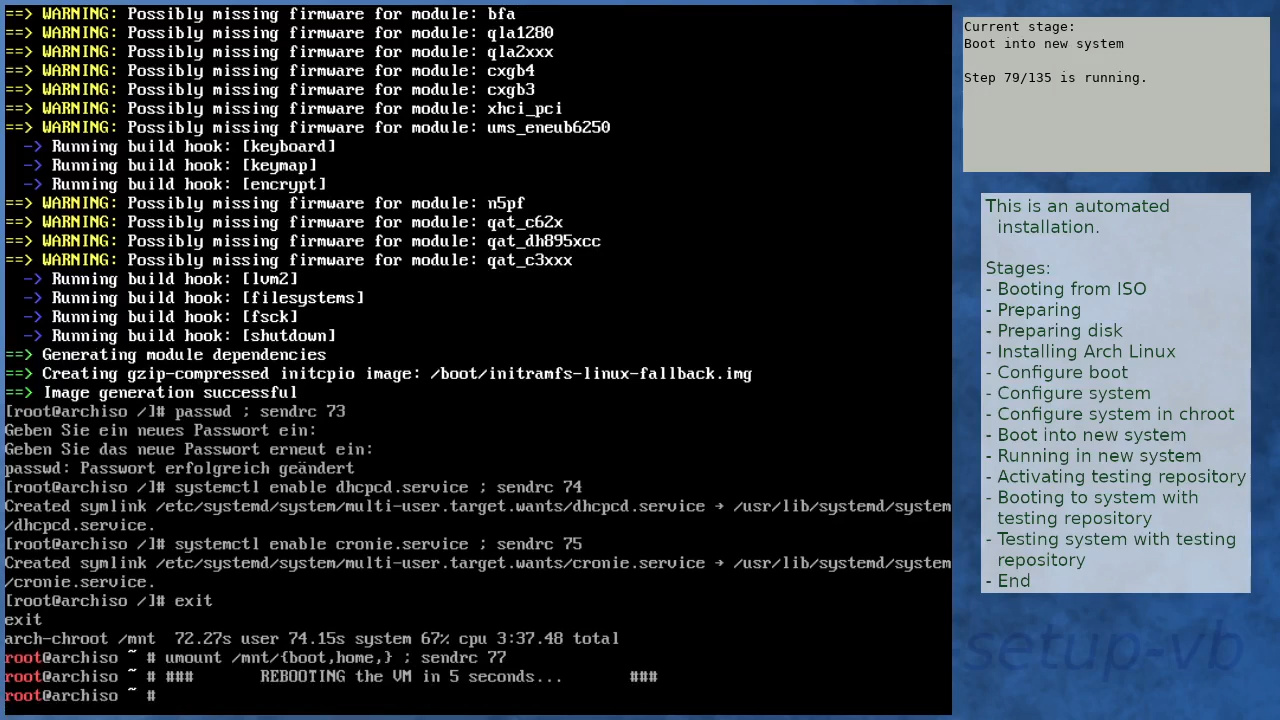 ==> WARNING: Possibly missing firmware for module: bfa
==> WARNING: Possibly missing firmware for module: qla1280
==> WARNING: Possibly missing firmware for module: qla2xxx
==> WARNING: Possibly missing firmware for module: cxgb4
==> WARNING: Possibly missing firmware for module: cxgb3
==> WARNING: Possibly missing firmware for module: xhci_pci
==> WARNING: Possibly missing firmware for module: ums_eneub6250
  -> Running build hook: [keyboard]
  -> Running build hook: [keymap]
  -> Running build hook: [encrypt]
==> WARNING: Possibly missing firmware for module: n5pf
==> WARNING: Possibly missing firmware for module: qat_c62x
==> WARNING: Possibly missing firmware for module: qat_dh895xcc
==> WARNING: Possibly missing firmware for module: qat_c3xxx
  -> Running build hook: [lvm2]
  -> Running build hook: [filesystems]
  -> Running build hook: [fsck]
  -> Running build hook: [shutdown]
==> Generating module dependencies
==> Creating gzip-compressed initcpio image: /boot/initramfs-linux-fallback.img
==> Image generation successful
[root@archiso /]# passwd ; sendrc 73
Geben Sie ein neues Passwort ein:
Geben Sie das neue Passwort erneut ein:
passwd: Passwort erfolgreich geändert
[root@archiso /]# systemctl enable dhcpcd.service ; sendrc 74
Created symlink /etc/systemd/system/multi-user.target.wants/dhcpcd.service → /usr/lib/systemd/system
/dhcpcd.service.
[root@archiso /]# systemctl enable cronie.service ; sendrc 75
Created symlink /etc/systemd/system/multi-user.target.wants/cronie.service → /usr/lib/systemd/system
/cronie.service.
[root@archiso /]# exit
exit
arch-chroot /mnt  72.27s user 74.15s system 67% cpu 3:37.48 total
root@archiso ~ # umount /mnt/{boot,home,} ; sendrc 77
root@archiso ~ # ###       REBOOTING the VM in 5 seconds...       ###
root@archiso ~ #
Current stage:
Boot into new system
Step 79/135 is running.
This is an automated
installation.
Stages:
- Booting from ISO
- Preparing
- Preparing disk
- Installing Arch Linux
- Configure boot
- Configure system
- Configure system in chroot
- Boot into new system
- Running in new system
- Activating testing repository
- Booting to system with
testing repository
- Testing system with testing
repository
- End
-setup-vb